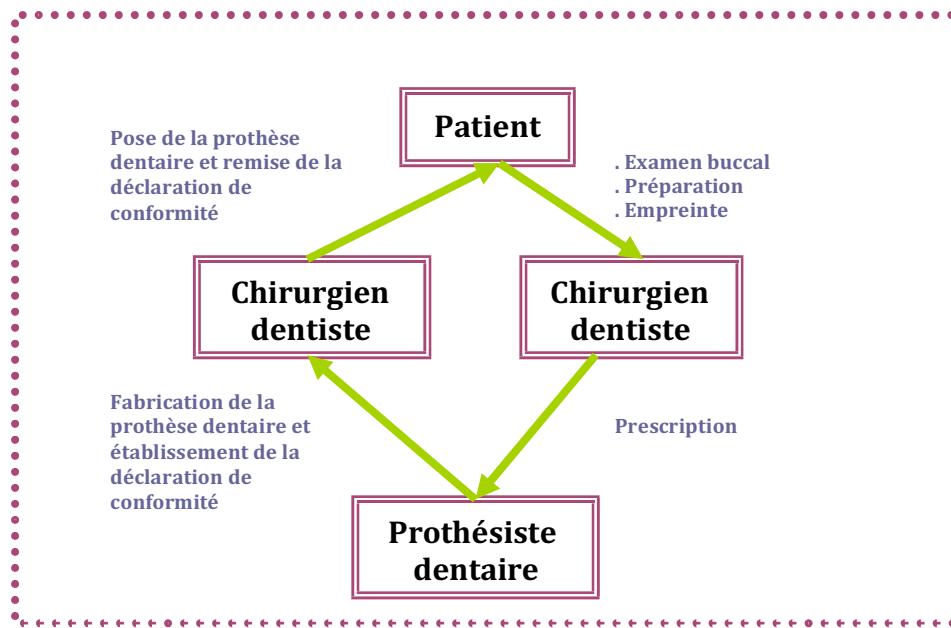 Patient
Pose de la prothèse
dentaire et remise de la
déclaration de
conformité
. Examen buccal
. Préparation
. Empreinte
Chirurgien
dentiste
Chirurgien
dentiste
Fabrication de la
prothèse dentaire et
établissement de la
déclaration de
conformité
Prescription
Prothésiste
dentaire